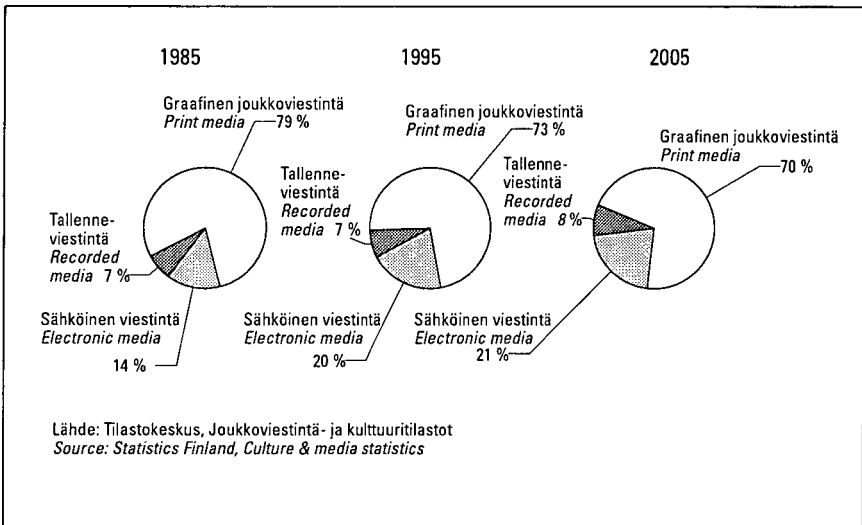 1985
Graafinen joukkoviestintä
Print media
79 %
Tallenne-
viestintä
Recorded
media 7 %
Sähköinen viestintä
Electronic media
14 %
1995
Graafinen joukkoviestintä
Print media
73 %
Tallenne-
viestintä
Recorded
media 7 %
Sähköinen viestintä
Electronic media
20 %
2005
Graafinen joukkoviestintä
Print media
70 %
Tallenne-
viestintä
Recorded
media 8 %
Sähköinen viestintä
Electronic media
21 %
Lähde: Tilastokeskus, Joukkoviestintä- ja kulttuuritilastot
Source: Statistics Finland, Culture & media statistics